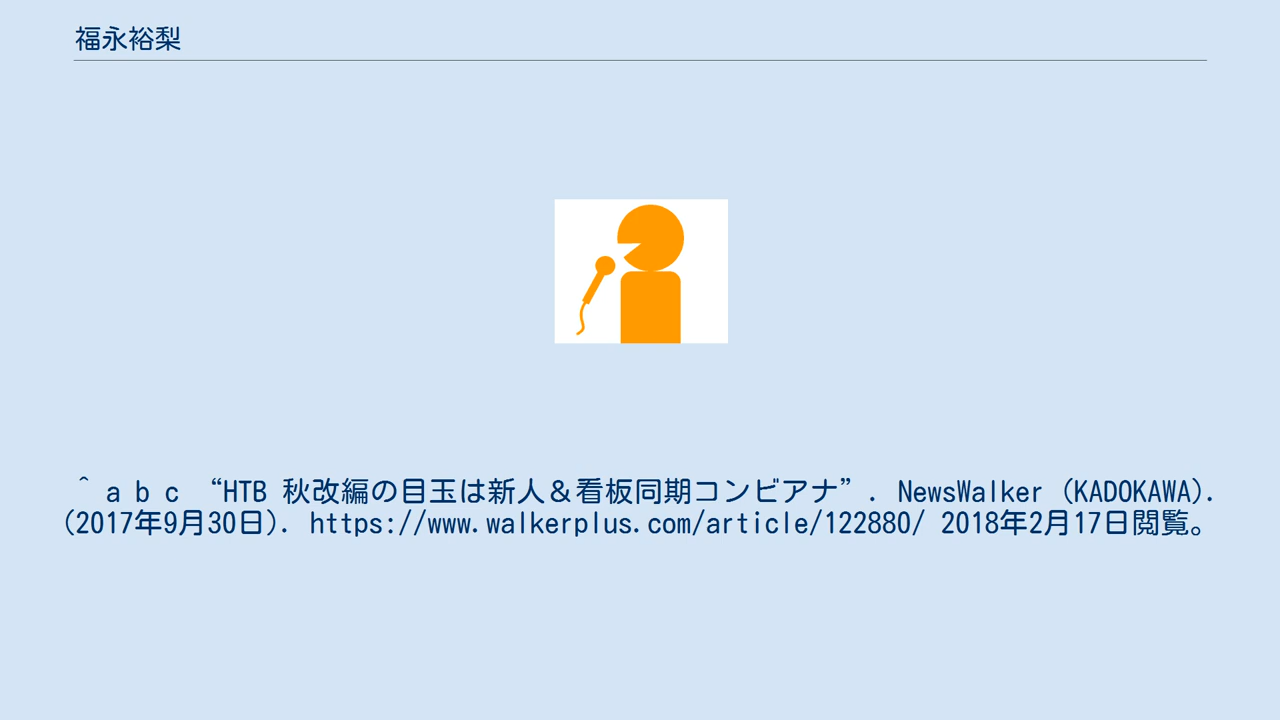 福永裕梨
^ a b c “HTB 秋改編の目玉は新人＆看板同期コンビアナ”. NewsWalker (KADOKAWA).
(2017年9月30日). https://www.walkerplus.com/article/122880/ 2018年2月17日閲覧。